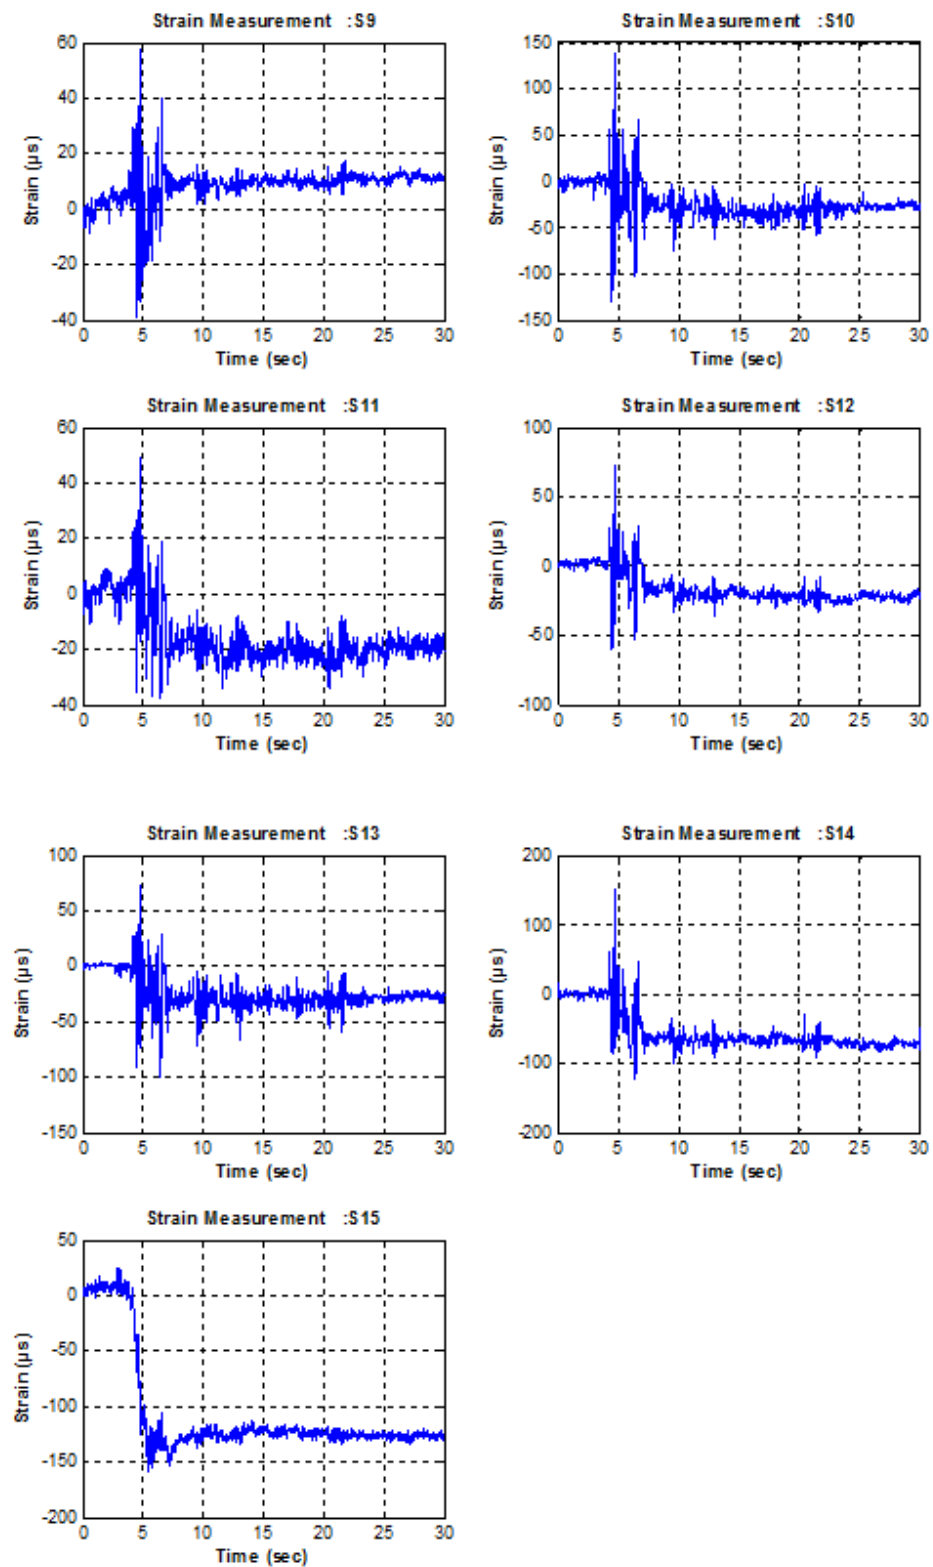 Strain Measurement :S9
60
40
20
0
-20
-40
Strain (µs)
0 5 10 15 20 25 30
Time (sec)
Strain Measurement :S10
150
100
50
0
-50
-100
-150
Strain (µs)
0 5 10 15 20 25 30
Time (sec)
Strain Measurement :S11
60
40
20
0
-20
-40
Strain (µs)
0 5 10 15 20 25 30
Time (sec)
Strain Measurement :S12
100
50
0
-50
-100
Strain (µs)
0 5 10 15 20 25 30
Time (sec)
Strain Measurement :S13
100
50
0
-50
-100
-150
Strain (µs)
0 5 10 15 20 25 30
Time (sec)
Strain Measurement :S14
200
100
0
-100
-200
Strain (µs)
0 5 10 15 20 25 30
Time (sec)
Strain Measurement :S15
50
0
-50
-100
-150
-200
Strain (µs)
0 5 10 15 20 25 30
Time (sec)